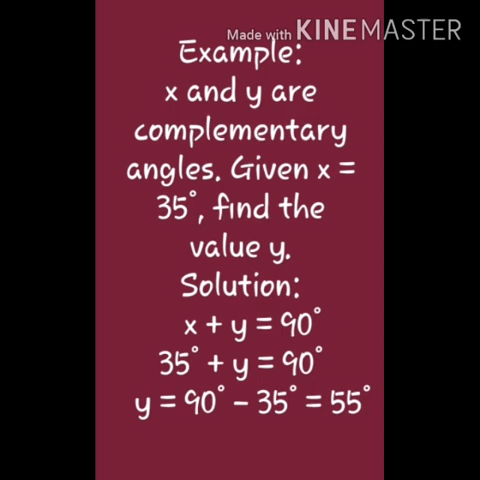 Made with KINEMASTER
Example:
x and y are
complementary
angles. Given x =
35°, find the
value y.
Solution:
x + y = 90°
35° + y = 90°
y = 90° – 35° = 55°